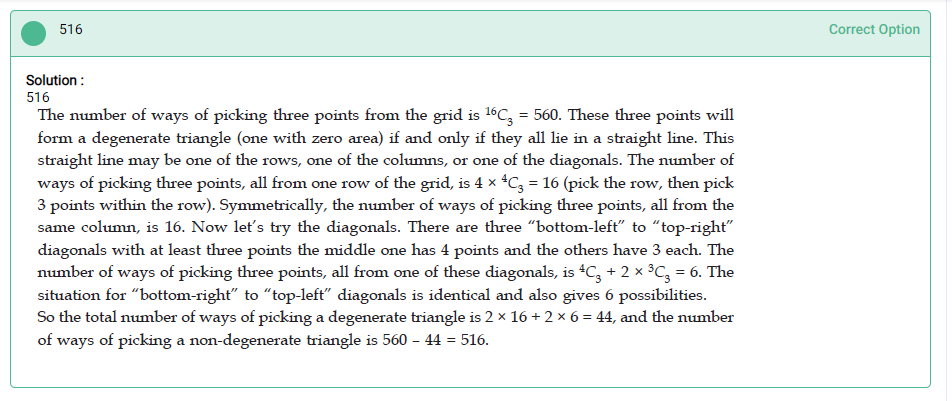 516 Correct Option
Solution :
516
The number of ways of picking three points from the grid is ¹⁶C₃ = 560. These three points will
form a degenerate triangle (one with zero area) if and only if they all lie in a straight line. This
straight line may be one of the rows, one of the columns, or one of the diagonals. The number of
ways of picking three points, all from one row of the grid, is 4 × ⁴C₃ = 16 (pick the row, then pick
3 points within the row). Symmetrically, the number of ways of picking three points, all from the
same column, is 16. Now let's try the diagonals. There are three “bottom-left” to “top-right”
diagonals with at least three points the middle one has 4 points and the others have 3 each. The
number of ways of picking three points, all from one of these diagonals, is ⁴C₃ + 2 × ³C₃ = 6. The
situation for “bottom-right” to “top-left” diagonals is identical and also gives 6 possibilities.
So the total number of ways of picking a degenerate triangle is 2 × 16 + 2 × 6 = 44, and the number
of ways of picking a non-degenerate triangle is 560 – 44 = 516.